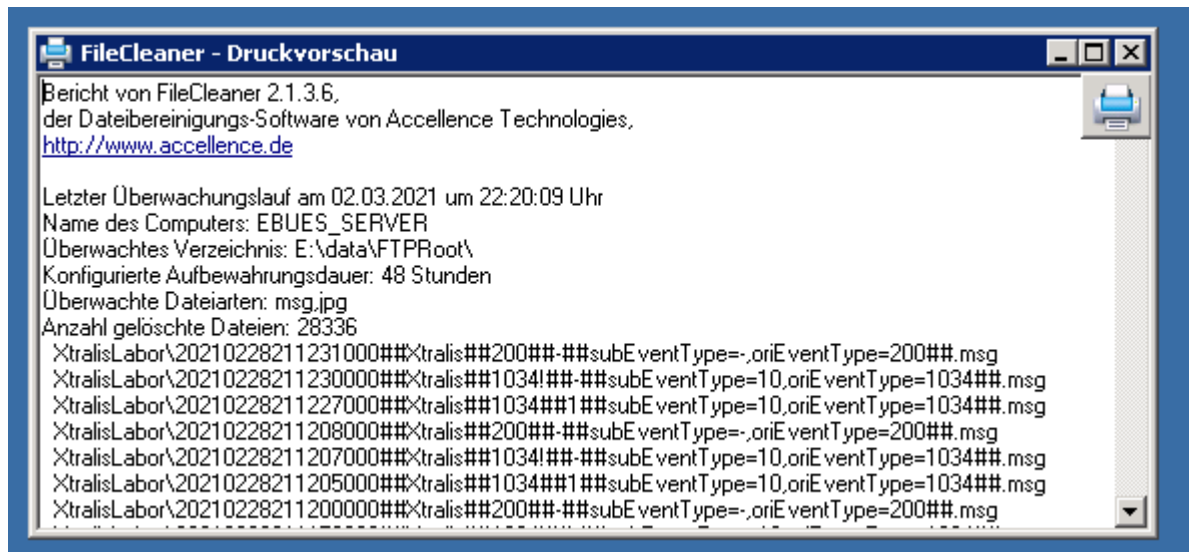 FileCleaner - Druckvorschau
Bericht von FileCleaner 2.1.3.6,
der Dateibereinigungs-Software von Accellence Technologies,
http://www.accellence.de
Letzter Überwachungslauf am 02.03.2021 um 22:20:09 Uhr
Name des Computers: EBUES_SERVER
Überwachtes Verzeichnis: E:\data\FTPRoot\
Konfigurierte Aufbewahrungsdauer: 48 Stunden
Überwachte Dateiarten: msg,jpg
Anzahl gelöschte Dateien: 28336
XtralisLabor\20210228211231000##Xtralis##200##-##subEventType=-,oriEventType=200##.msg
XtralisLabor\20210228211230000##Xtralis##1034!##-##subEventType=10,oriEventType=1034##.msg
XtralisLabor\20210228211227000##Xtralis##1034##1##subEventType=10,oriEventType=1034##.msg
XtralisLabor\20210228211208000##Xtralis##200##-##subEventType=-,oriEventType=200##.msg
XtralisLabor\20210228211207000##Xtralis##1034!##-##subEventType=10,oriEventType=1034##.msg
XtralisLabor\20210228211205000##Xtralis##1034##1##subEventType=10,oriEventType=1034##.msg
XtralisLabor\20210228211200000##Xtralis##200##-##subEventType=-,oriEventType=200##.msg